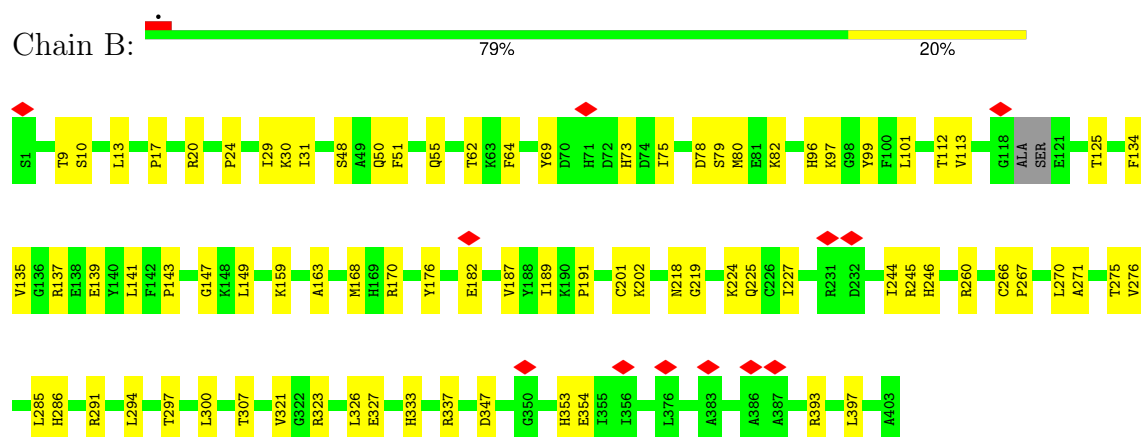 Chain B:
79% 20%
S1 T9 S10 L13 P17 R20 P24 I29 K30 I31 S48 A49 Q50 F51 Q55 T62 K63 F64 Y69 D70 H71 D72 H73 D74 I75 D78 S79 M80 E81 K82 H96 K97 G98 Y99 F100 L101 T112 V113 G118 ALA SER E121 T125 F134
V135 G136 R137 E138 E139 Y140 L141 F142 P143 G147 K148 L149 K159 A163 M168 H169 R170 Y176 E182 V187 Y188 I189 K190 P191 C201 K202 N218 G219 K224 Q225 C226 I227 R231 D232 I244 R245 H246 R260 C266 P267 L270 A271 T275 V276
L285 H286 R291 L294 T297 L300 T307 V321 G322 R323 L326 E327 H333 R337 D347 G350 H353 E354 I355 I356 L376 A383 A386 A387 R393 L397 A403